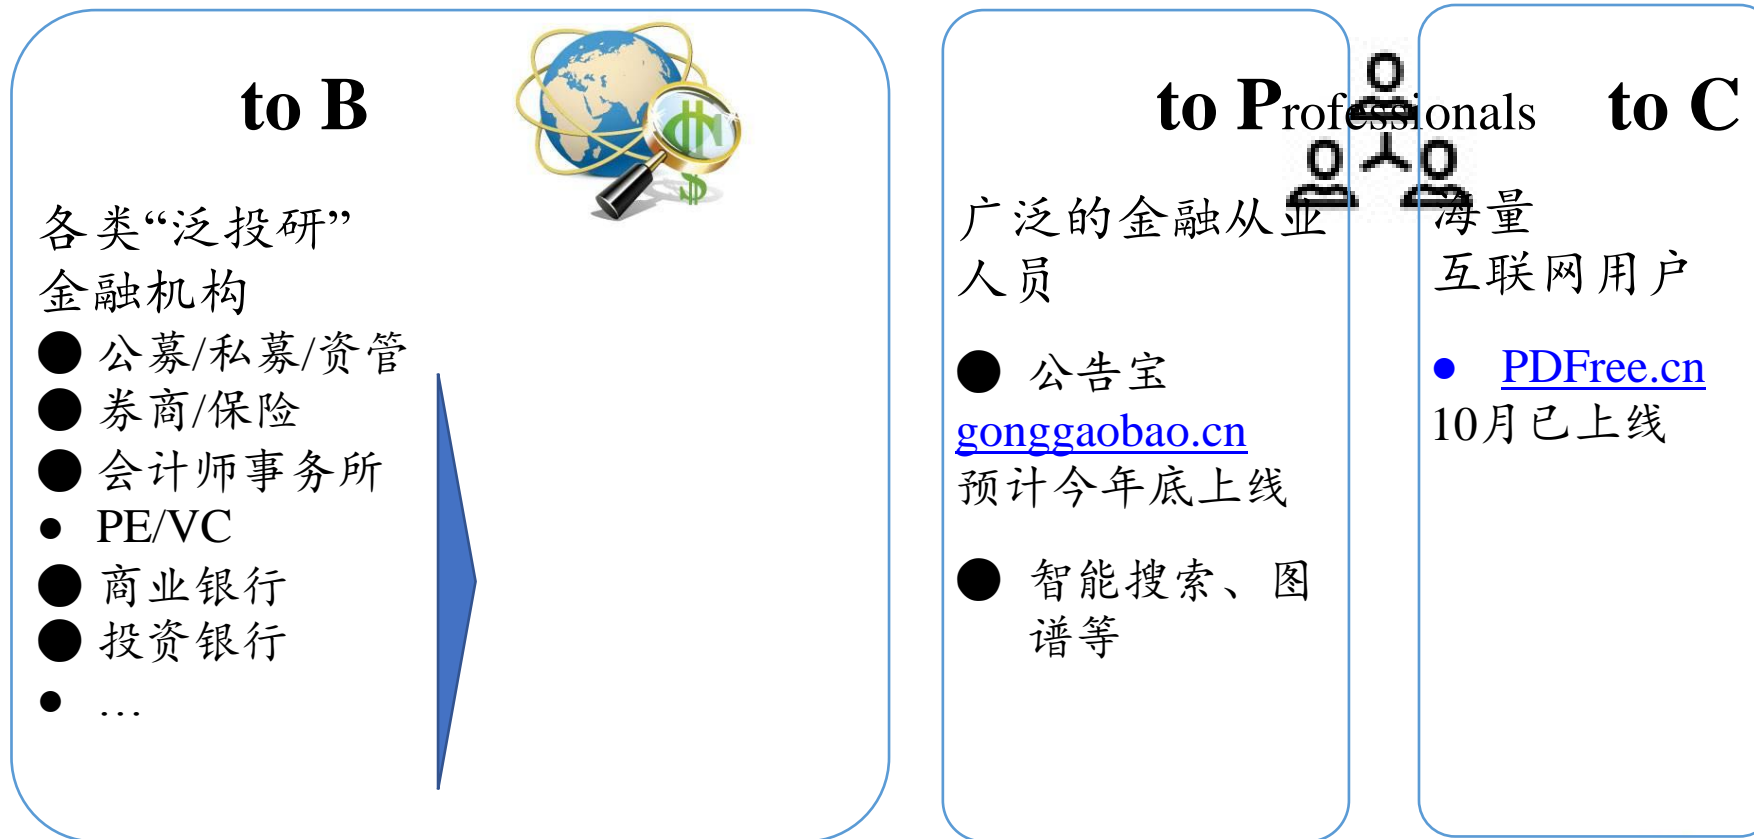 to B
各类“泛投研”
金融机构
● 公募/私募/资管
● 券商/保险
● 会计师事务所
● PE/VC
● 商业银行
● 投资银行
● …
to Professionals
广泛的金融从业
人员
● 公告宝
gonggaobao.cn
预计今年底上线
● 智能搜索、图
谱等
to C
海量
互联网用户
● PDFree.cn
10月已上线